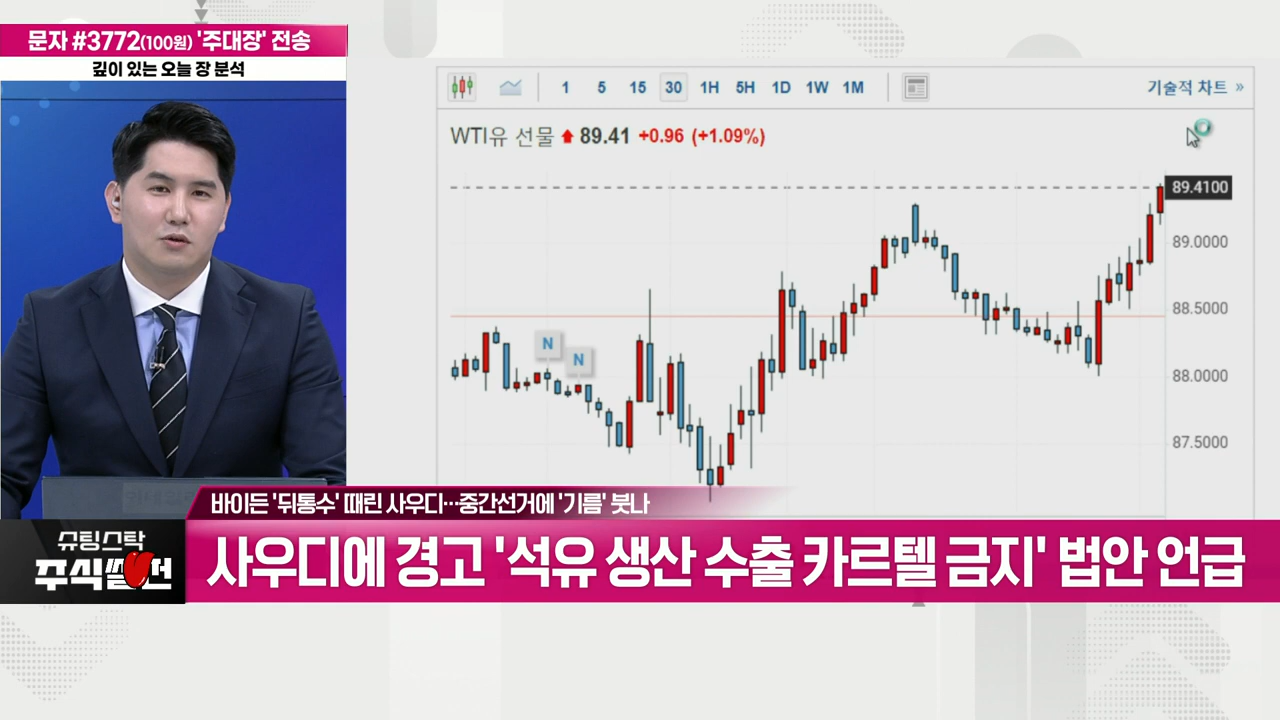 문자 #3772(100원) '주대장' 전송
깊이 있는 오늘 장 분석
1 5 15 30 1H 5H 1D 1W 1M
기술적 차트 »
WTI유 선물 89.41 +0.96 (+1.09%)
89.4100
89.0000
88.5000
88.0000
87.5000
N
N
바이든 '뒤통수' 때린 사우디…중간선거에 '기름' 붓나
슈팅스탁
주식썰전
사우디에 경고 '석유 생산 수출 카르텔 금지' 법안 언급